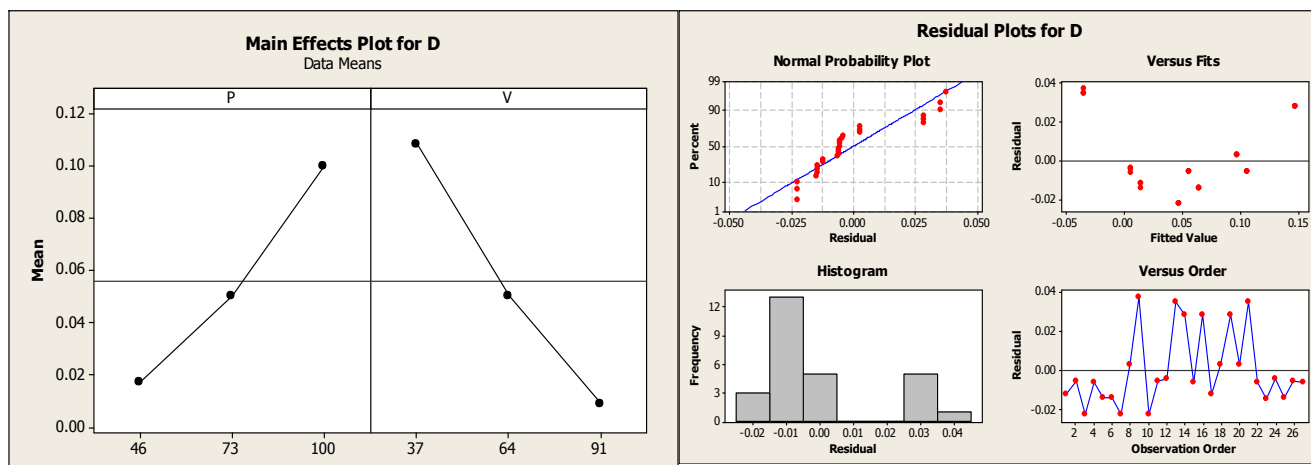 Main Effects Plot for D
Data Means
P V
0.12
0.10
0.08
0.06
0.04
0.02
0.00
Mean
46 73 100 37 64 91
Residual Plots for D
Normal Probability Plot
99
90
50
10
1
Percent
-0.050 -0.025 0.000 0.025 0.050
Residual
Versus Fits
0.04
0.02
0.00
-0.02
Residual
-0.05 0.00 0.05 0.10 0.15
Fitted Value
Histogram
12
9
6
3
0
Frequency
-0.02 -0.01 0.00 0.01 0.02 0.03 0.04
Residual
Versus Order
0.04
0.02
0.00
-0.02
Residual
2 4 6 8 10 12 14 16 18 20 22 24 26
Observation Order